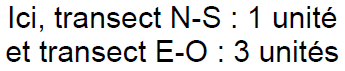 Ici, transect N-S : 1 unité
et transect E-O : 3 unités